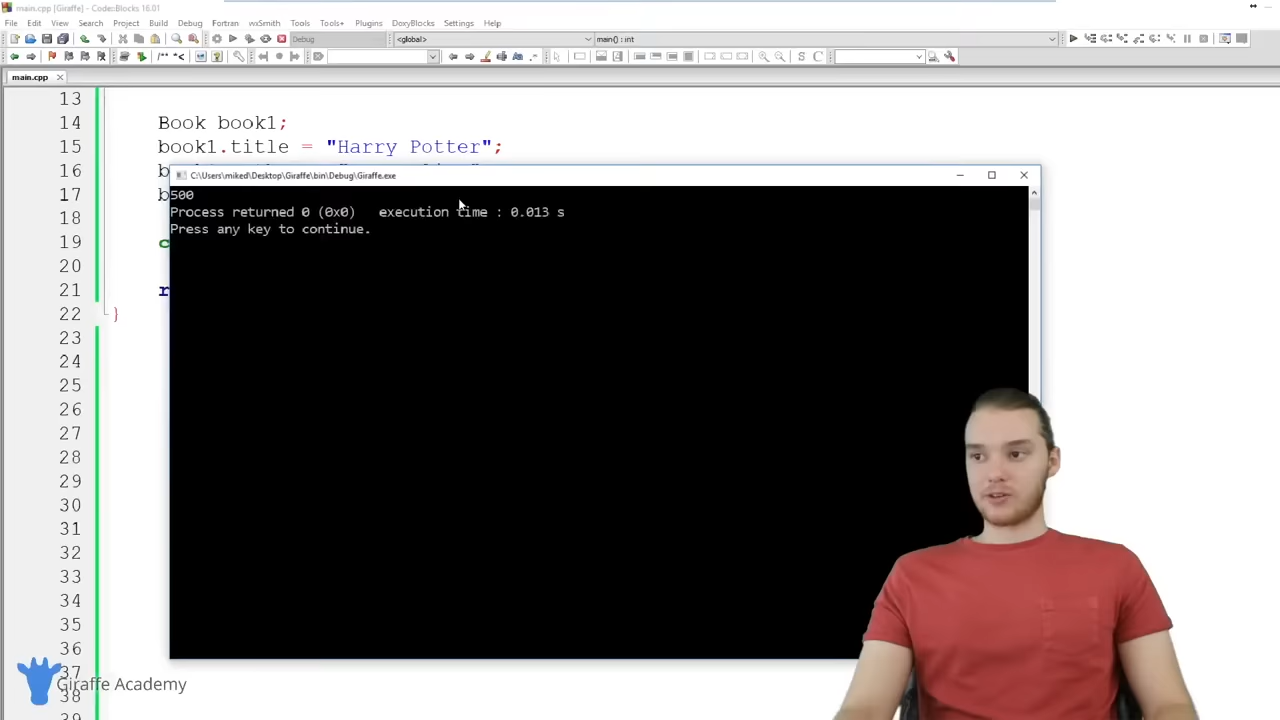 main.cpp [Giraffe] - Code::Blocks 16.01
File Edit View Search Project Build Debug Fortran wxSmith Tools Tools+ Plugins DoxyBlocks Settings Help
Debug <global> main() : int
main.cpp
13
14 Book book1;
15 book1.title = "Harry Potter";
16
17 b
18
19 c
20
21 r
22 }
23
24
25
26
27
28
29
30
31
32
33
34
35
36
37
38
C:\Users\miked\Desktop\Giraffe\bin\Debug\Giraffe.exe
500
Process returned 0 (0x0) execution time : 0.013 s
Press any key to continue.
Giraffe Academy